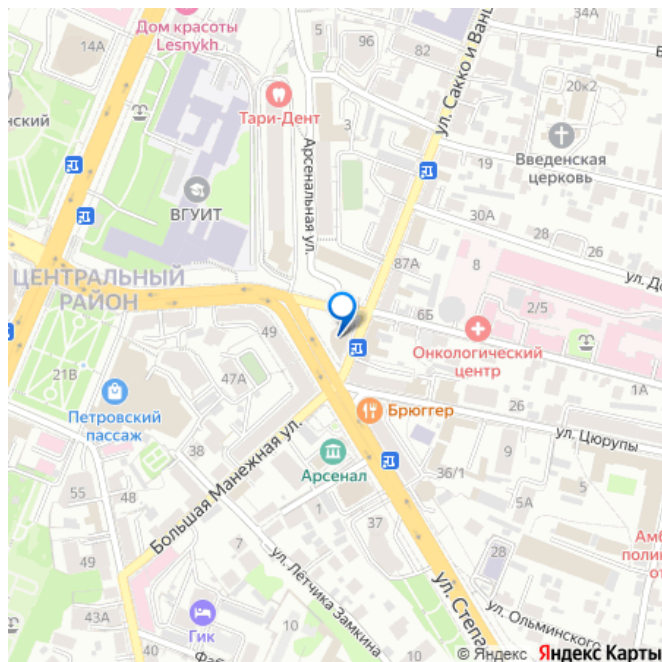 Дом красоты
Lesnykh
14А
5
96
82
34А
ул. Сакко и Ванц
20к2
Тари-Дент
3
Введенская
церковь
19
Арсенальная ул.
ВГУИТ
30А
28
26
нский
87А
8
ул. До
ЦЕНТРАЛЬНЫЙ
РАЙОН
2/5
6Б
49
Онкологический
центр
1А
21В
47А
Петровский
пассаж
Брюггер
26
ул. Цюрупы
38
Большая Манежная ул.
Арсенал
9
36/1
55
48
5А
5
1
37
7
49
28
Амб
поли
от
ул. Лётчика Замкина
ул. Степа
43А
Гик
40
Фаб
ул. Ольминского
© Яндекс Яндекс Карты